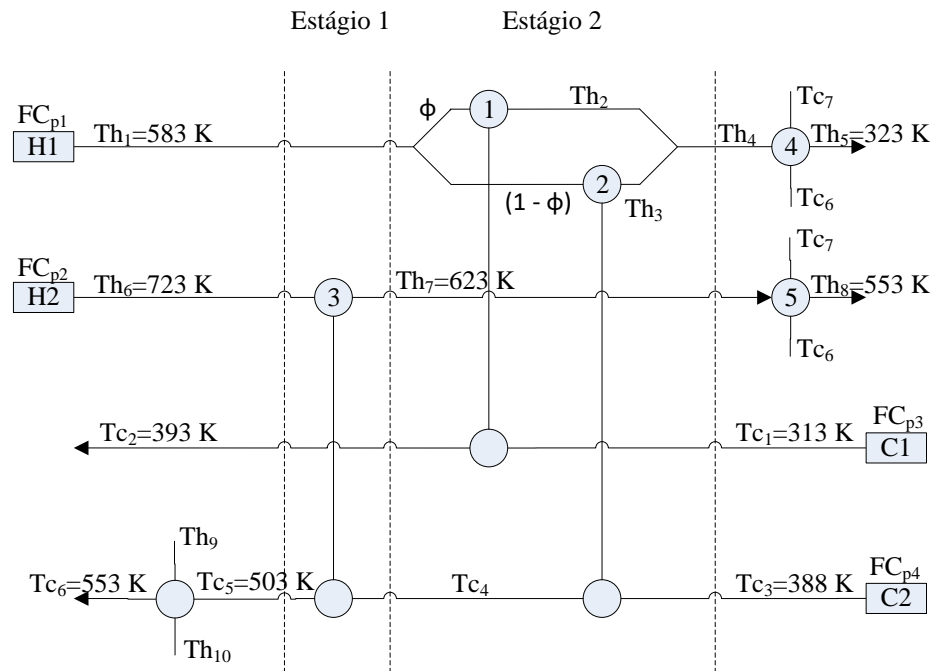 Estágio 1 Estágio 2
FCp1
H1
Th1=583 K
ϕ
1
Th2
(1 - ϕ)
2
Th3
Th4
Tc7
4
Th5=323 K
Tc6
FCp2
H2
Th6=723 K
3
Th7=623 K
Tc7
5
Th8=553 K
Tc6
Tc2=393 K
Tc1=313 K
FCp3
C1
Th9
Tc6=553 K
Tc5=503 K
Th10
Tc4
Tc3=388 K
FCp4
C2